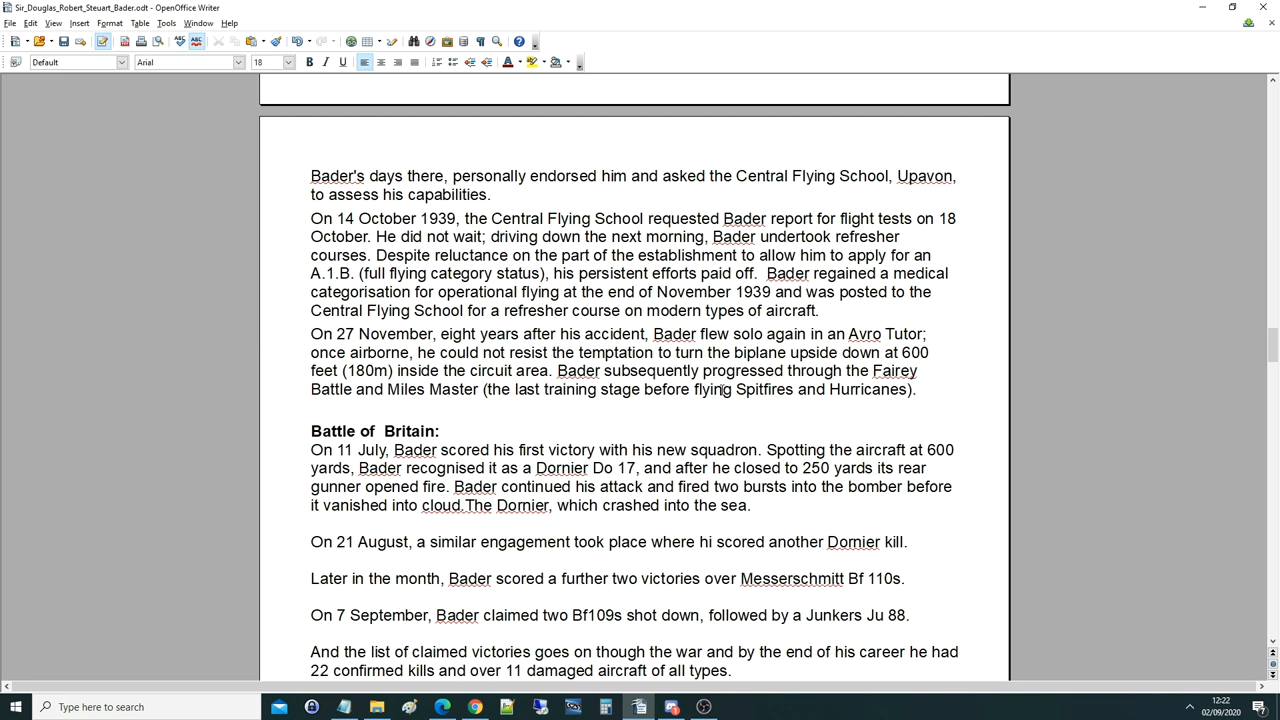 Sir_Douglas_Robert_Steuart_Bader.odt - OpenOffice Writer
File Edit View Insert Format Table Tools Window Help
Default Arial 18 B I U
Bader's days there, personally endorsed him and asked the Central Flying School, Upavon,
to assess his capabilities.
On 14 October 1939, the Central Flying School requested Bader report for flight tests on 18
October. He did not wait; driving down the next morning, Bader undertook refresher
courses. Despite reluctance on the part of the establishment to allow him to apply for an
A.1.B. (full flying category status), his persistent efforts paid off.  Bader regained a medical
categorisation for operational flying at the end of November 1939 and was posted to the
Central Flying School for a refresher course on modern types of aircraft.
On 27 November, eight years after his accident, Bader flew solo again in an Avro Tutor;
once airborne, he could not resist the temptation to turn the biplane upside down at 600
feet (180m) inside the circuit area. Bader subsequently progressed through the Fairey
Battle and Miles Master (the last training stage before flying Spitfires and Hurricanes).
Battle of  Britain:
On 11 July, Bader scored his first victory with his new squadron. Spotting the aircraft at 600
yards, Bader recognised it as a Dornier Do 17, and after he closed to 250 yards its rear
gunner opened fire. Bader continued his attack and fired two bursts into the bomber before
it vanished into cloud.The Dornier, which crashed into the sea.
On 21 August, a similar engagement took place where hi scored another Dornier kill.
Later in the month, Bader scored a further two victories over Messerschmitt Bf 110s.
On 7 September, Bader claimed two Bf109s shot down, followed by a Junkers Ju 88.
And the list of claimed victories goes on though the war and by the end of his career he had
22 confirmed kills and over 11 damaged aircraft of all types.
Type here to search
12:22
02/09/2020